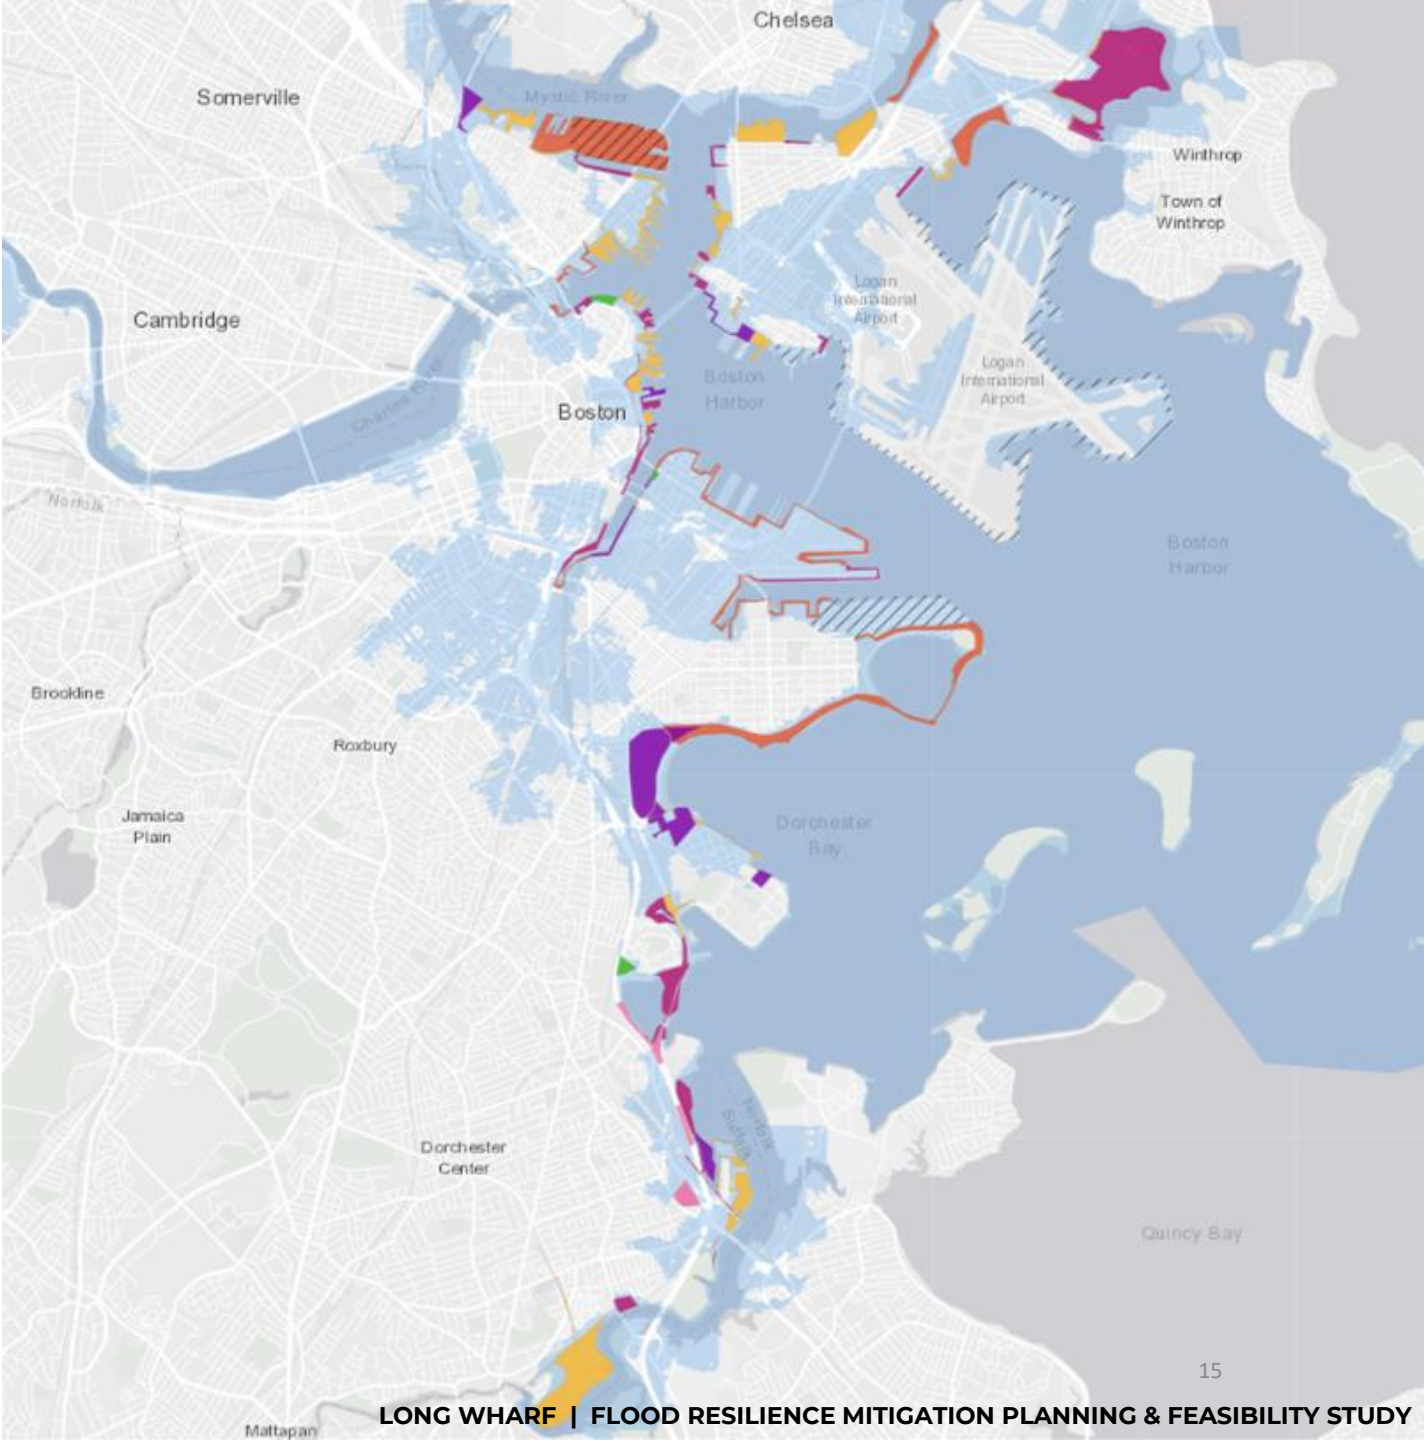 Chelsea
Somerville
Mystic River
Winthrop
Town of
Winthrop
Logan
International
Airport
Cambridge
Logan
International
Airport
Boston
Harbor
Charles River
Boston
Norfolk
Boston
Harbor
Brookline
Roxbury
Jamaica
Plain
Dorchester
Bay
Norfolk
Suffolk
Dorchester
Center
Quincy Bay
15
LONG WHARF | FLOOD RESILIENCE MITIGATION PLANNING & FEASIBILITY STUDY
Mattapan